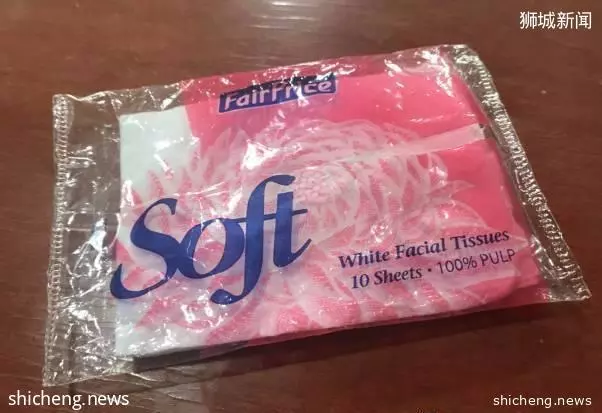 狮城新闻
FairPrice
Soft
White Facial Tissues
10 Sheets • 100% PULP
shicheng.news
shicheng.news